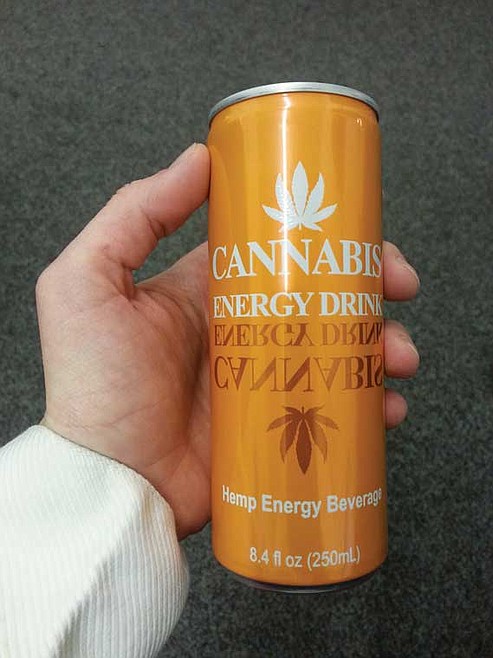 CANNABIS
ENERGY DRINK
ENERGY DRINK
CANNABIS
Hemp Energy Beverage
8.4 fl oz (250mL)